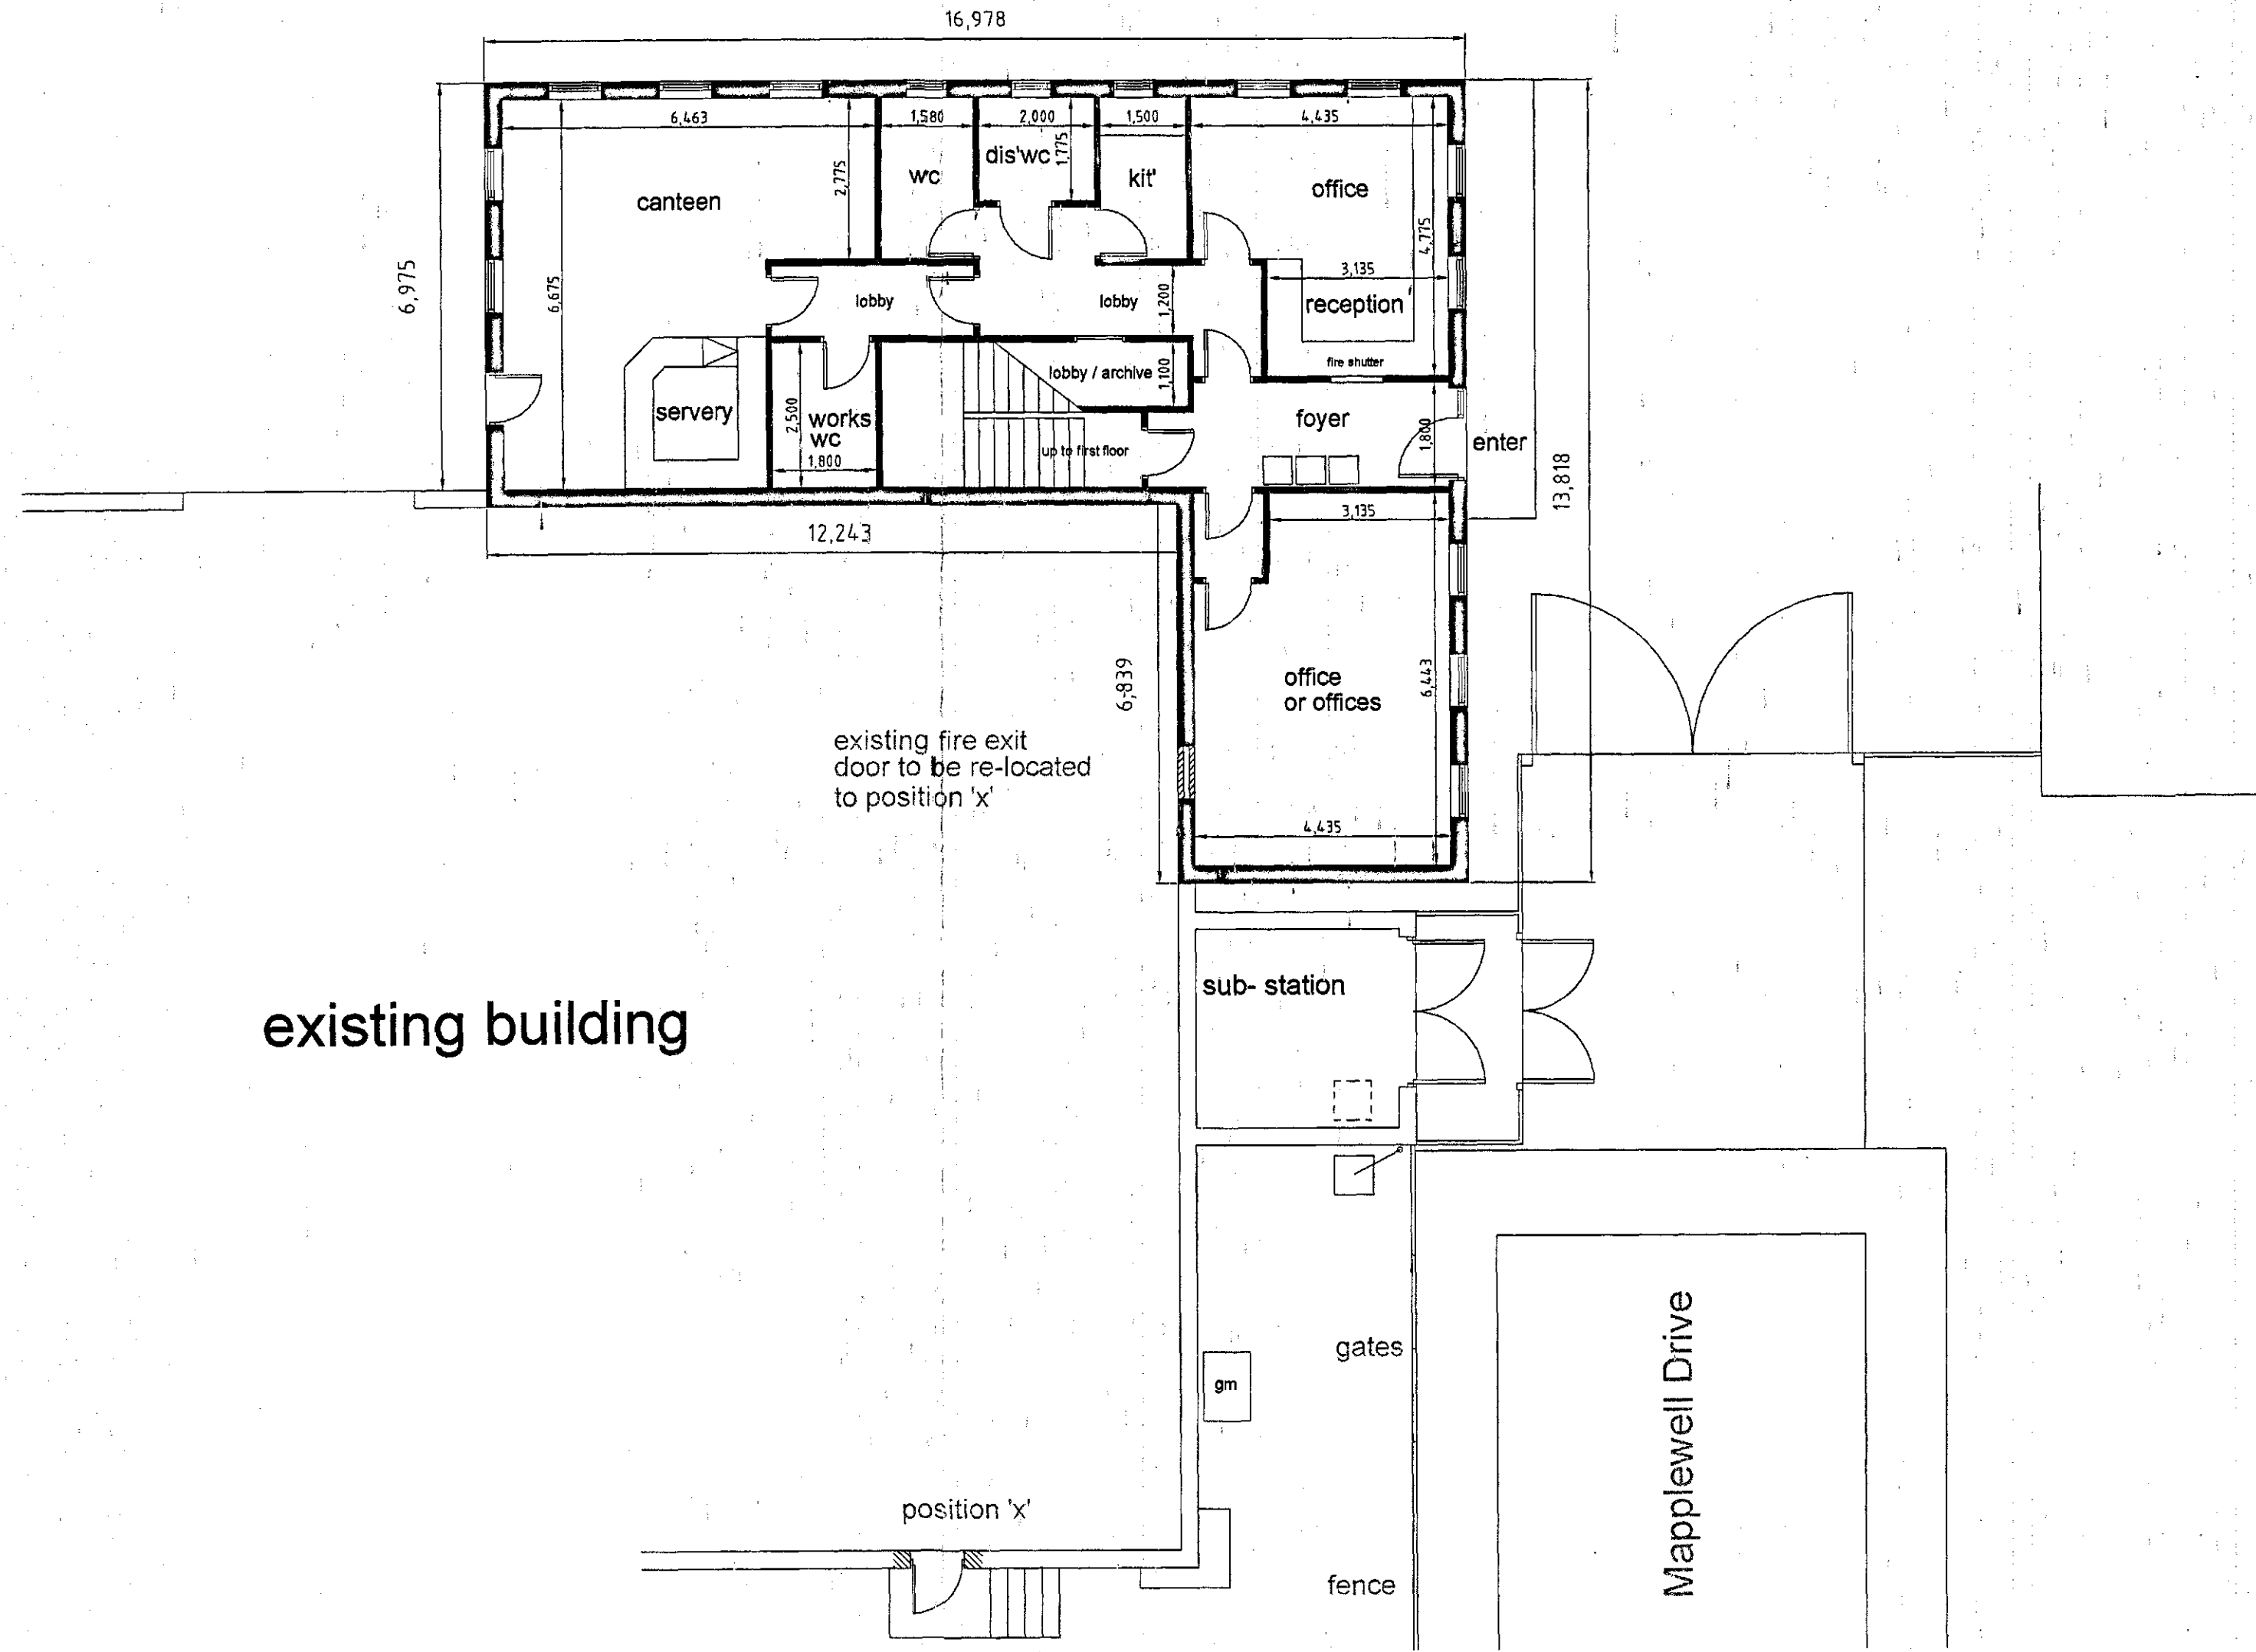 16,978
6,463
1,580
2,000
1,500
4,435
1,775
2,775
dis'wc
wc
kit'
office
canteen
4,775
6,975
6,675
3,135
lobby
lobby
1,200
reception
fire shutter
lobby / archive
1,100
servery
2,500
works
wc
1,800
foyer
1,800
enter
up to first floor
13,818
3,135
12,243
6,839
6,443
office
or offices
existing fire exit
door to be re-located
to position 'x'
4,435
sub- station
existing building
gates
gm
Mapplewell Drive
position 'x'
fence